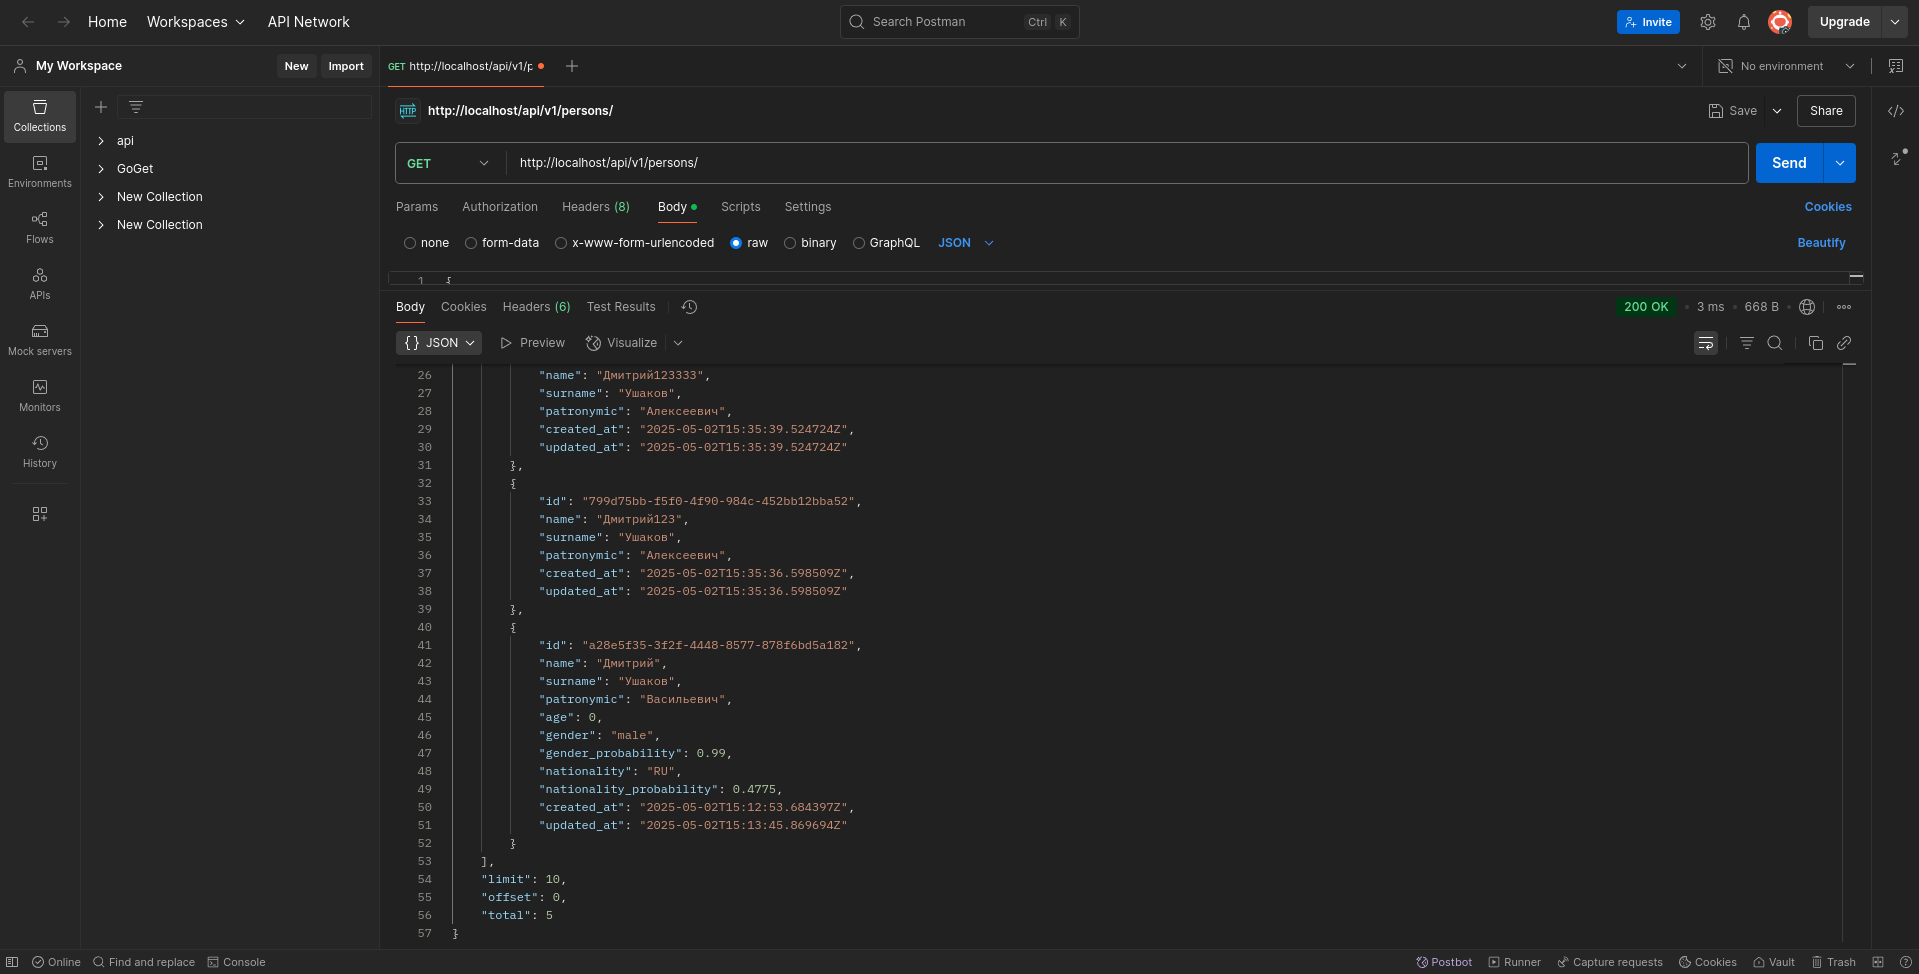 Home Workspaces API Network Search Postman Ctrl K Invite Upgrade
My Workspace New Import GET http://localhost/api/v1/p No environment
Collections
Environments
Flows
APIs
Mock servers
Monitors
History
api
GoGet
New Collection
New Collection
HTTP http://localhost/api/v1/persons/ Save Share
GET http://localhost/api/v1/persons/ Send
Params Authorization Headers (8) Body Scripts Settings Cookies
none form-data x-www-form-urlencoded raw binary GraphQL JSON Beautify
1 {
Body Cookies Headers (6) Test Results 200 OK • 3 ms • 668 B
{} JSON Preview Visualize
26 "name": "Дмитрий123333",
27 "surname": "Ушаков",
28 "patronymic": "Алексеевич",
29 "created_at": "2025-05-02T15:35:39.524724Z",
30 "updated_at": "2025-05-02T15:35:39.524724Z"
31 },
32 {
33 "id": "799d75bb-f5f0-4f90-984c-452bb12bba52",
34 "name": "Дмитрий123",
35 "surname": "Ушаков",
36 "patronymic": "Алексеевич",
37 "created_at": "2025-05-02T15:35:36.598509Z",
38 "updated_at": "2025-05-02T15:35:36.598509Z"
39 },
40 {
41 "id": "a28e5f35-3f2f-4448-8577-878f6bd5a182",
42 "name": "Дмитрий",
43 "surname": "Ушаков",
44 "patronymic": "Васильевич",
45 "age": 0,
46 "gender": "male",
47 "gender_probability": 0.99,
48 "nationality": "RU",
49 "nationality_probability": 0.4775,
50 "created_at": "2025-05-02T15:12:53.684397Z",
51 "updated_at": "2025-05-02T15:13:45.869694Z"
52 }
53 ],
54 "limit": 10,
55 "offset": 0,
56 "total": 5
57 }
Online Find and replace Console Postbot Runner Capture requests Cookies Vault Trash